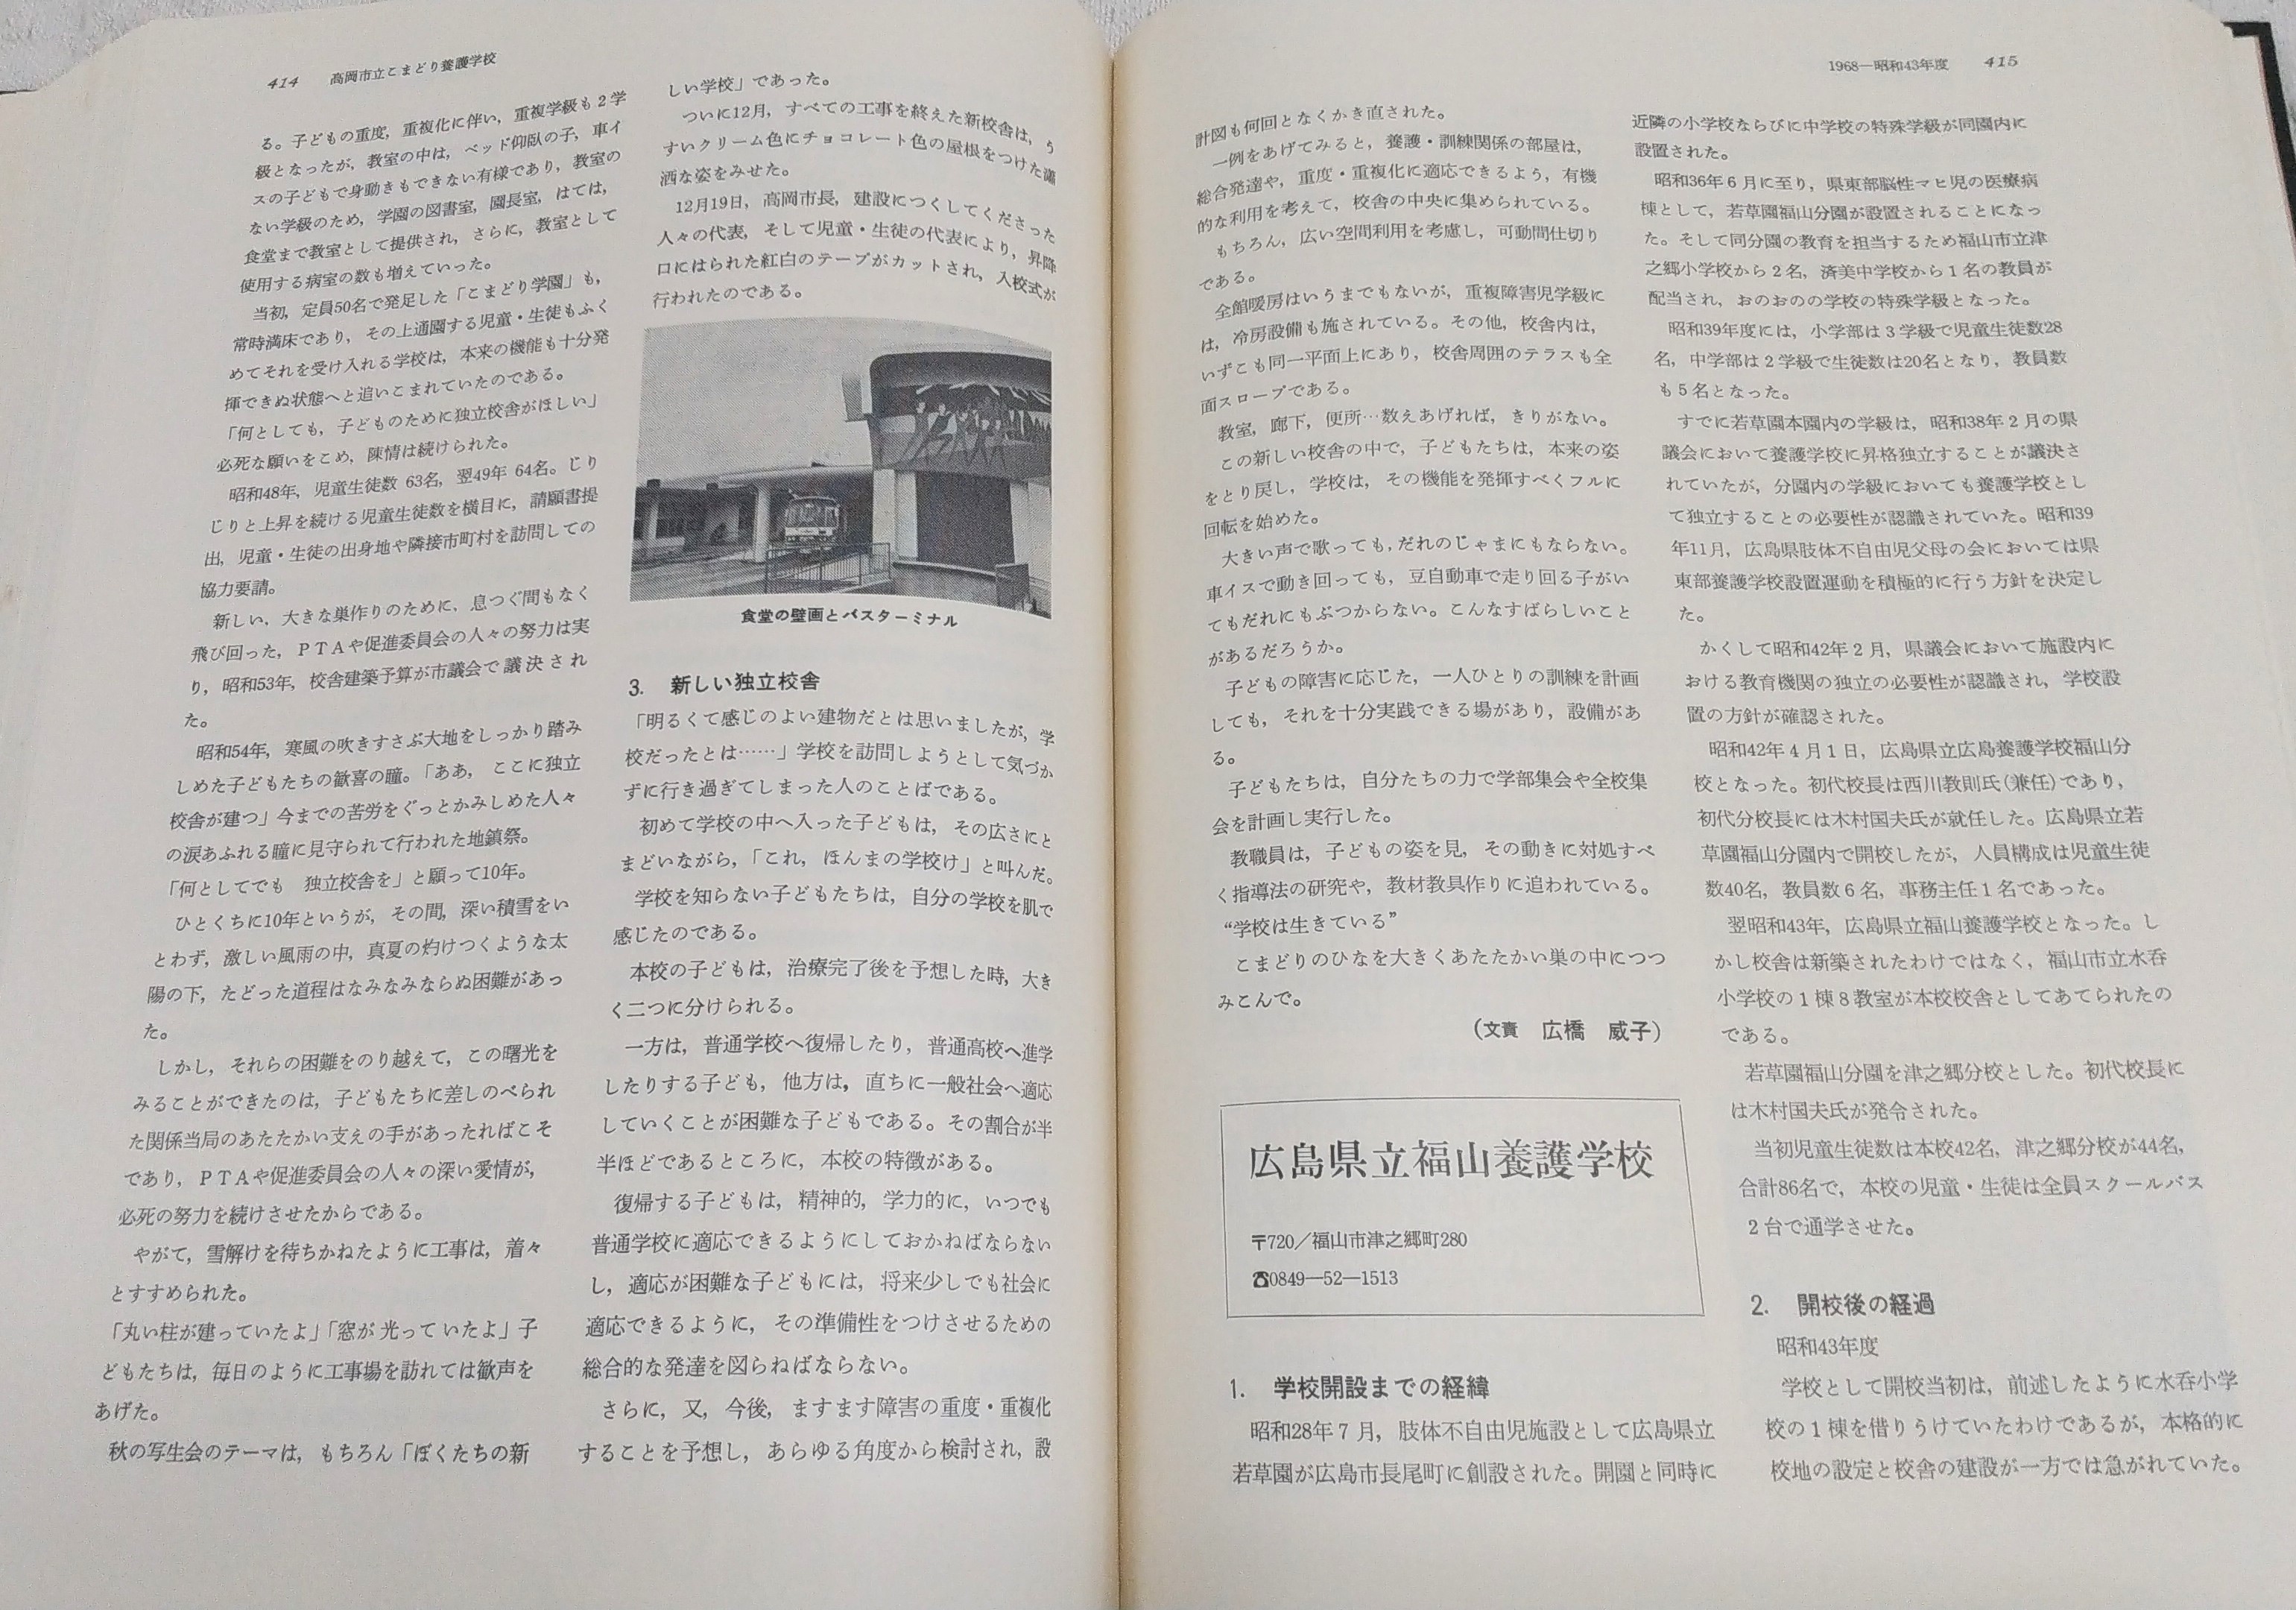 414　高岡市立こまどり養護学校
る。子どもの重度，重複化に伴い，重複学級も2学
級となったが，教室の中は，ベッド仰臥の子，車イ
スの子どもで身動きもできない有様であり，教室の
ない学級のため，学園の図書室，園長室，はては，
食堂まで教室として提供され，さらに，教室として
使用する病室の数も増えていった。
当初，定員50名で発足した「こまどり学園」も，
常時満床であり，その上通園する児童・生徒もふく
めてそれを受け入れる学校は，本来の機能も十分発
揮できぬ状態へと追いこまれていたのである。
「何としても，子どものために独立校舎がほしい」
必死な願いをこめ，陳情は続けられた。
昭和48年，児童生徒数 63名，翌49年 64名。じり
じりと上昇を続ける児童生徒数を横目に，請願書提
出，児童・生徒の出身地や隣接市町村を訪問しての
協力要請。
新しい，大きな巣作りのために，息つぐ間もなく
飛び回った，ＰＴＡや促進委員会の人々の努力は実
り，昭和53年，校舎建築予算が市議会で議決され
た。
昭和54年，寒風の吹きすさぶ大地をしっかり踏み
しめた子どもたちの歓喜の瞳。「ああ，ここに独立
校舎が建つ」今までの苦労をぐっとかみしめた人々
の涙あふれる瞳に見守られて行われた地鎮祭。
「何としてでも　独立校舎を」と願って10年。
ひとくちに10年というが，その間，深い積雪をい
とわず，激しい風雨の中，真夏の灼けつくような太
陽の下，たどった道程はなみなみならぬ困難があっ
た。
しかし，それらの困難をのり越えて，この曙光を
みることができたのは，子どもたちに差しのべられ
た関係当局のあたたかい支えの手があったればこそ
であり，ＰＴＡや促進委員会の人々の深い愛情が，
必死の努力を続けさせたからである。
やがて，雪解けを待ちかねたように工事は，着々
とすすめられた。
「丸い柱が建っていたよ」「窓が光っていたよ」子
どもたちは，毎日のように工事場を訪れては歓声を
あげた。
秋の写生会のテーマは，もちろん「ぼくたちの新
しい学校」であった。
ついに12月，すべての工事を終えた新校舎は，う
すいクリーム色にチョコレート色の屋根をつけた瀟
洒な姿をみせた。
12月19日，高岡市長，建設につくしてくださった
人々の代表，そして児童・生徒の代表により，昇降
口にはられた紅白のテープがカットされ，入校式が
行われたのである。
食堂の壁画とバスターミナル
3.　新しい独立校舎
「明るくて感じのよい建物だとは思いましたが，学
校だったとは……」学校を訪問しようとして気づか
ずに行き過ぎてしまった人のことばである。
初めて学校の中へ入った子どもは，その広さにと
まどいながら，「これ，ほんまの学校け」と叫んだ。
学校を知らない子どもたちは，自分の学校を肌で
感じたのである。
本校の子どもは，治療完了後を予想した時，大き
く二つに分けられる。
一方は，普通学校へ復帰したり，普通高校へ進学
したりする子ども，他方は，直ちに一般社会へ適応
していくことが困難な子どもである。その割合が半
半ほどであるところに，本校の特徴がある。
復帰する子どもは，精神的，学力的に，いつでも
普通学校に適応できるようにしておかねばならない
し，適応が困難な子どもには，将来少しでも社会に
適応できるように，その準備性をつけさせるための
総合的な発達を図らねばならない。
さらに，又，今後，ますます障害の重度・重複化
することを予想し，あらゆる角度から検討され，設
1968―昭和43年度　415
計図も何回となくかき直された。
一例をあげてみると，養護・訓練関係の部屋は，
総合発達や，重度・重複化に適応できるよう，有機
的な利用を考えて，校舎の中央に集められている。
もちろん，広い空間利用を考慮し，可動間仕切り
である。
全館暖房はいうまでもないが，重複障害児学級に
は，冷房設備も施されている。その他，校舎内は，
いずこも同一平面上にあり，校舎周囲のテラスも全
面スロープである。
教室，廊下，便所…数えあげれば，きりがない。
この新しい校舎の中で，子どもたちは，本来の姿
をとり戻し，学校は，その機能を発揮すべくフルに
回転を始めた。
大きい声で歌っても，だれのじゃまにもならない。
車イスで動き回っても，豆自動車で走り回る子がい
てもだれにもぶつからない。こんなすばらしいこと
があるだろうか。
子どもの障害に応じた，一人ひとりの訓練を計画
しても，それを十分実践できる場があり，設備があ
る。
子どもたちは，自分たちの力で学部集会や全校集
会を計画し実行した。
教職員は，子どもの姿を見，その動きに対処すべ
く指導法の研究や，教材教具作りに追われている。
“学校は生きている”
こまどりのひなを大きくあたたかい巣の中につつ
みこんで。
（文責　広橋　威子）
広島県立福山養護学校
〒720／福山市津之郷町280
☎0849―52―1513
1.　学校開設までの経緯
昭和28年7月，肢体不自由児施設として広島県立
若草園が広島市長尾町に創設された。開園と同時に
近隣の小学校ならびに中学校の特殊学級が同園内に
設置された。
昭和36年6月に至り，県東部脳性マヒ児の医療病
棟として，若草園福山分園が設置されることになっ
た。そして同分園の教育を担当するため福山市立津
之郷小学校から2名，済美中学校から1名の教員が
配当され，おのおのの学校の特殊学級となった。
昭和39年度には，小学部は3学級で児童生徒数28
名，中学部は2学級で生徒数は20名となり，教員数
も5名となった。
すでに若草園本園内の学級は，昭和38年2月の県
議会において養護学校に昇格独立することが議決さ
れていたが，分園内の学級においても養護学校とし
て独立することの必要性が認識されていた。昭和39
年11月，広島県肢体不自由児父母の会においては県
東部養護学校設置運動を積極的に行う方針を決定し
た。
かくして昭和42年2月，県議会において施設内に
おける教育機関の独立の必要性が認識され，学校設
置の方針が確認された。
昭和42年4月1日，広島県立広島養護学校福山分
校となった。初代校長は西川教則氏(兼任)であり，
初代分校長には木村国夫氏が就任した。広島県立若
草園福山分園内で開校したが，人員構成は児童生徒
数40名，教員数6名，事務主任1名であった。
翌昭和43年，広島県立福山養護学校となった。し
かし校舎は新築されたわけではなく，福山市立水呑
小学校の1棟8教室が本校校舎としてあてられたの
である。
若草園福山分園を津之郷分校とした。初代校長に
は木村国夫氏が発令された。
当初児童生徒数は本校42名，津之郷分校が44名，
合計86名で，本校の児童・生徒は全員スクールバス
2台で通学させた。
2.　開校後の経過
昭和43年度
学校として開校当初は，前述したように水呑小学
校の1棟を借りうけていたわけであるが，本格的に
校地の設定と校舎の建設が一方では急がれていた。